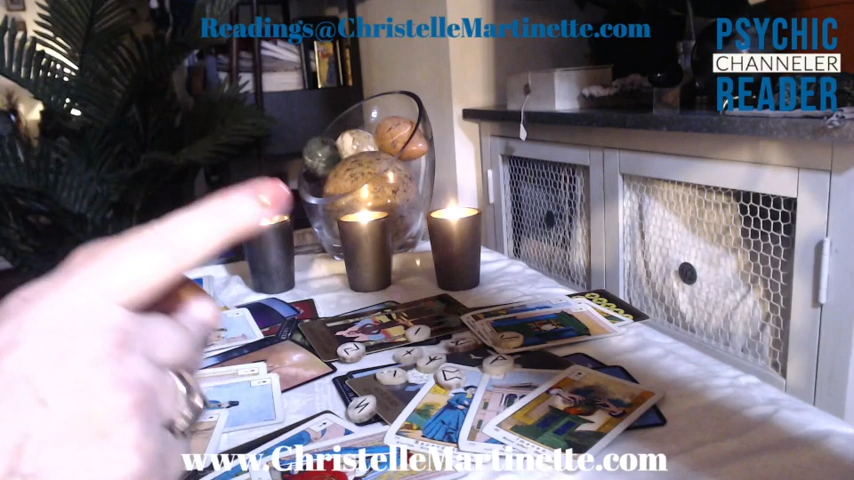 Readings@ChristelleMartinette.com
PSYCHIC
CHANNELER
READER
www.ChristelleMartinette.com